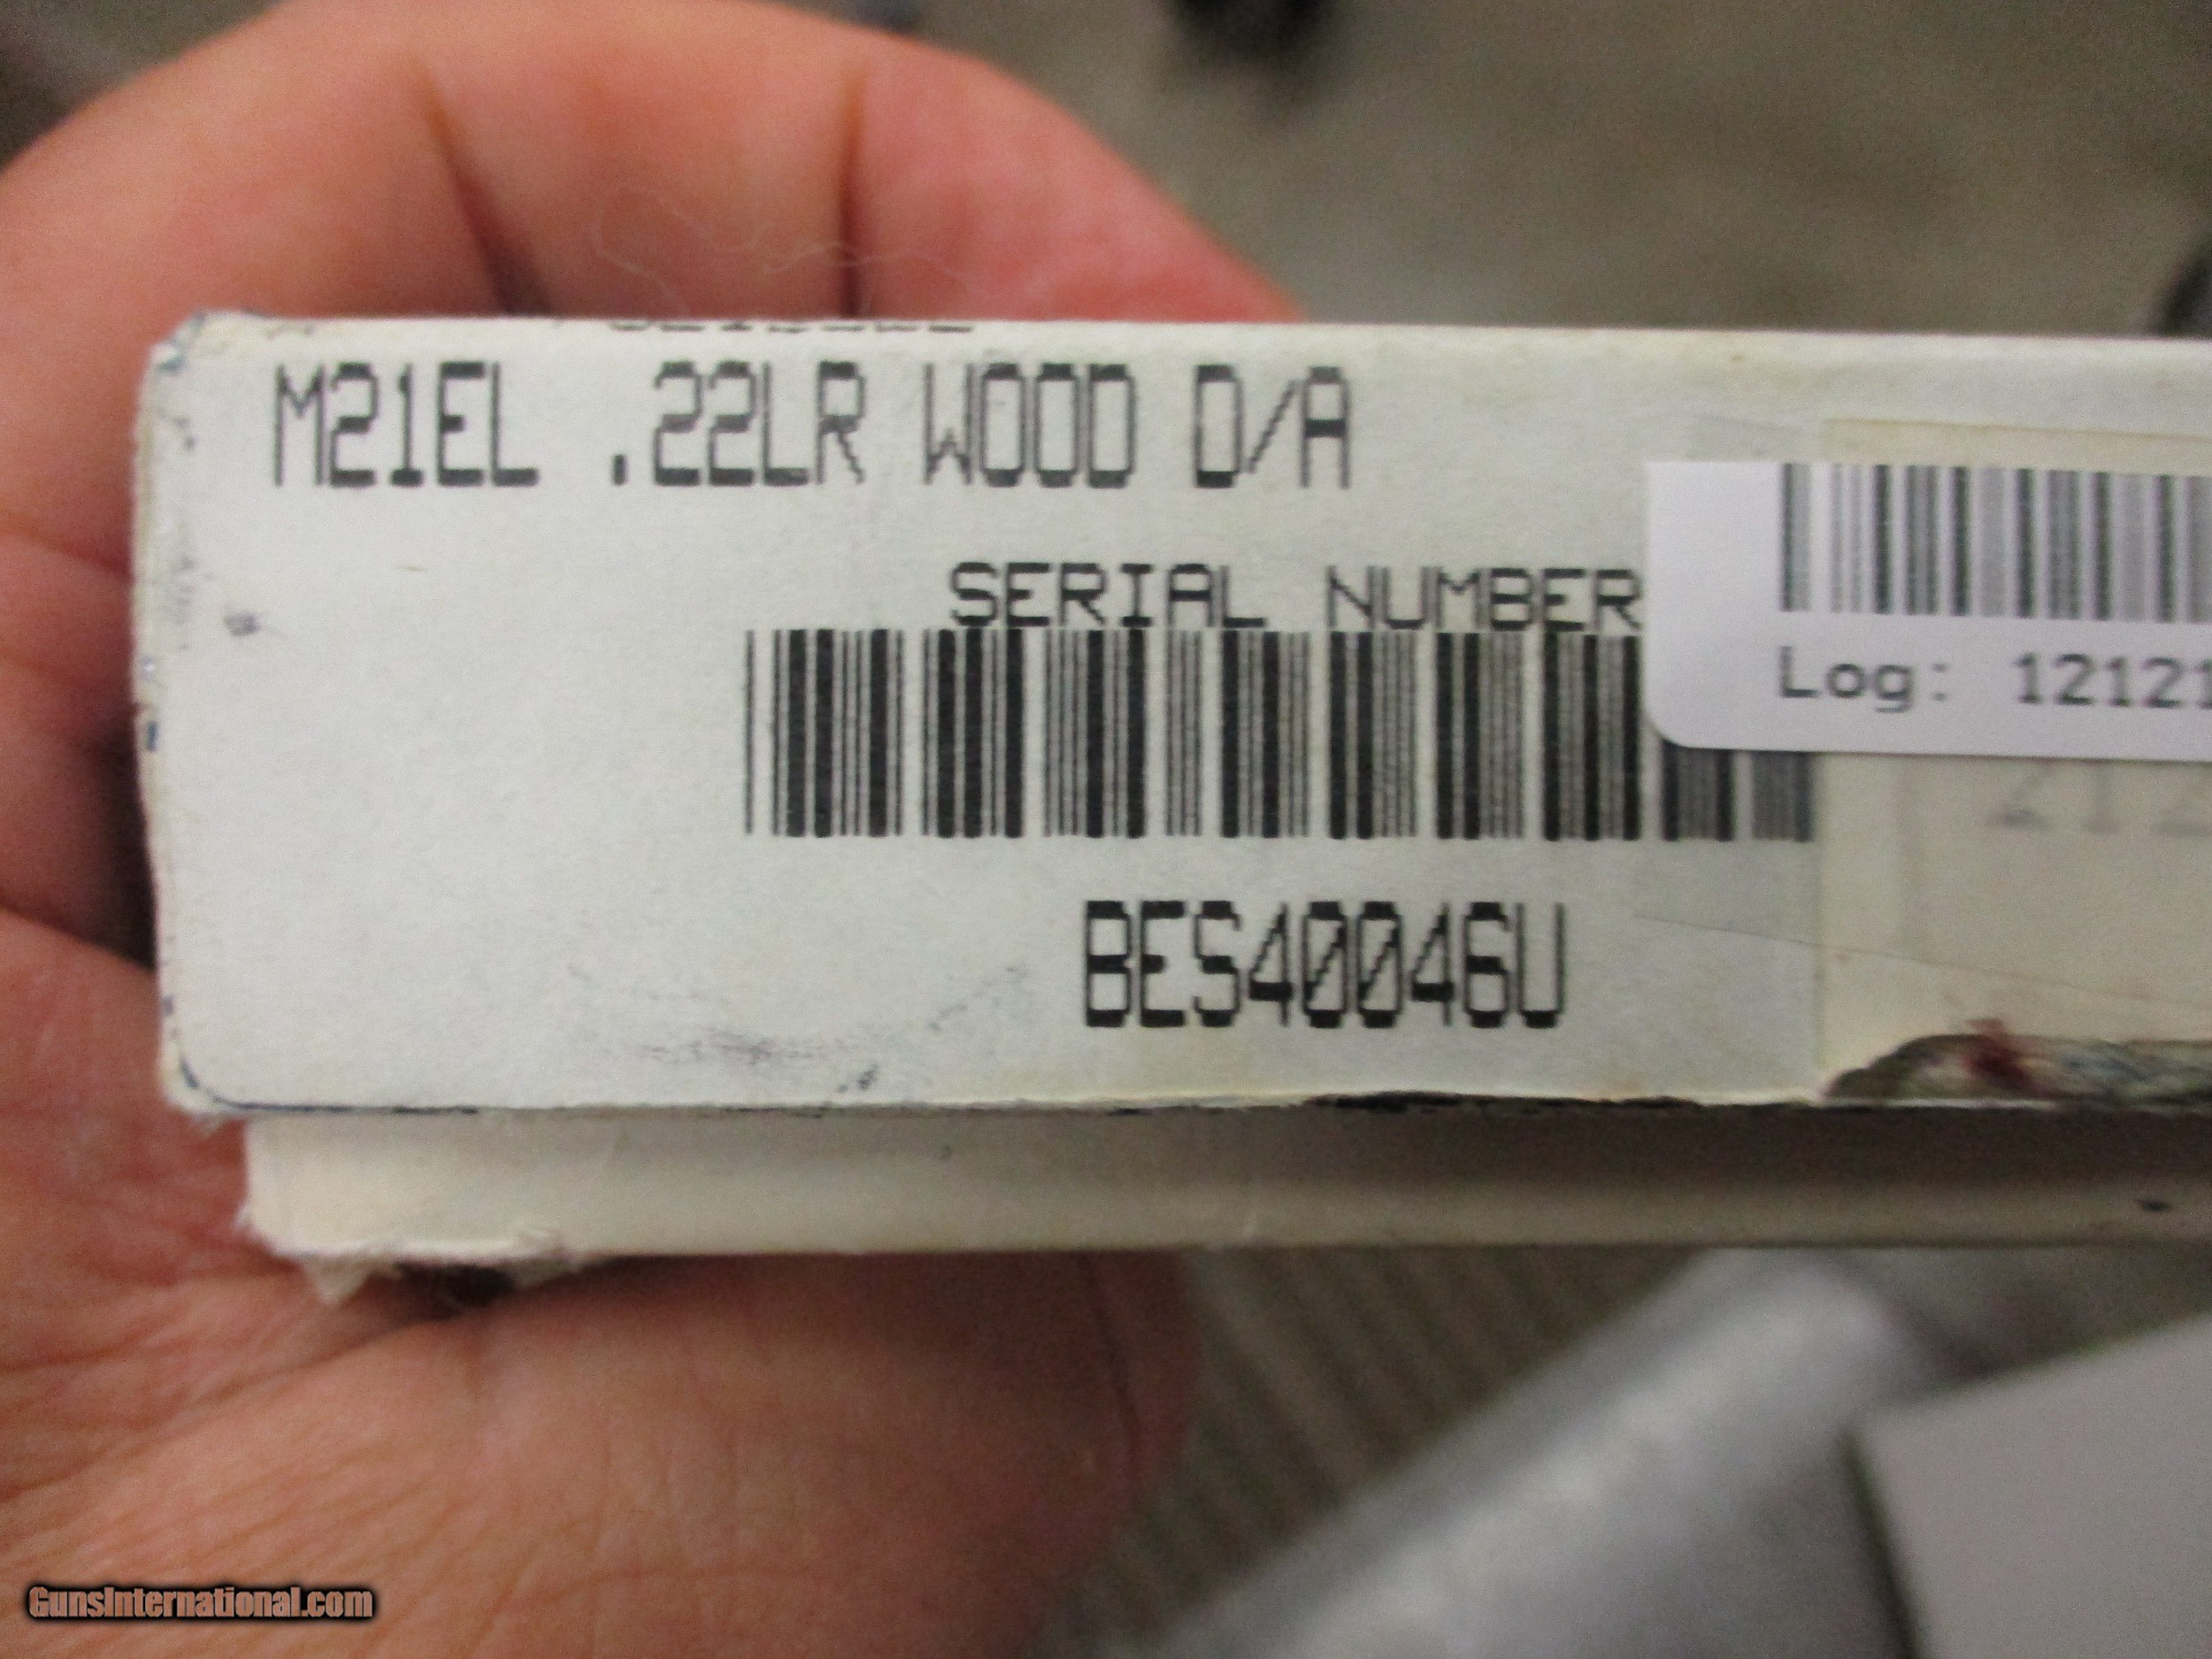 M21EL .22LR WOOD D/A
SERIAL NUMBER
Log: 12121
BES40046U
GunsInternational.com